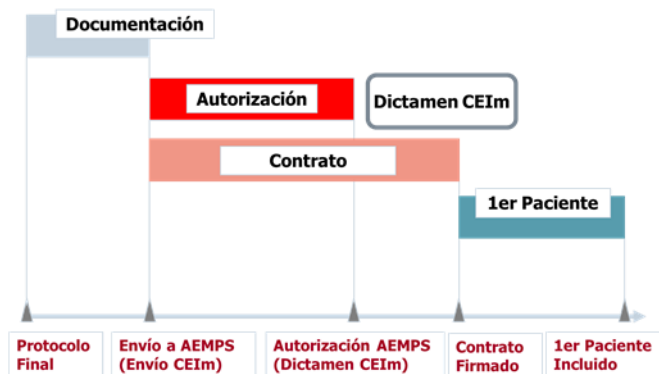 Documentación
Autorización
Dictamen CEIm
Contrato
1er Paciente
Protocolo
Final
Envío a AEMPS
(Envío CEIm)
Autorización AEMPS
(Dictamen CEIm)
Contrato
Firmado
1er Paciente
Incluido